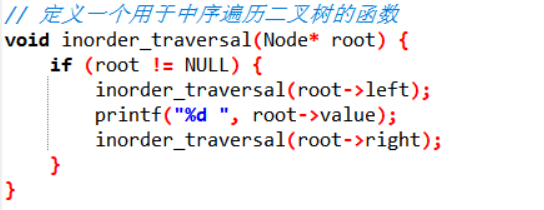 // 定义一个用于中序遍历二叉树的函数
void inorder_traversal(Node* root) {
    if (root != NULL) {
        inorder_traversal(root->left);
        printf("%d ", root->value);
        inorder_traversal(root->right);
    }
}